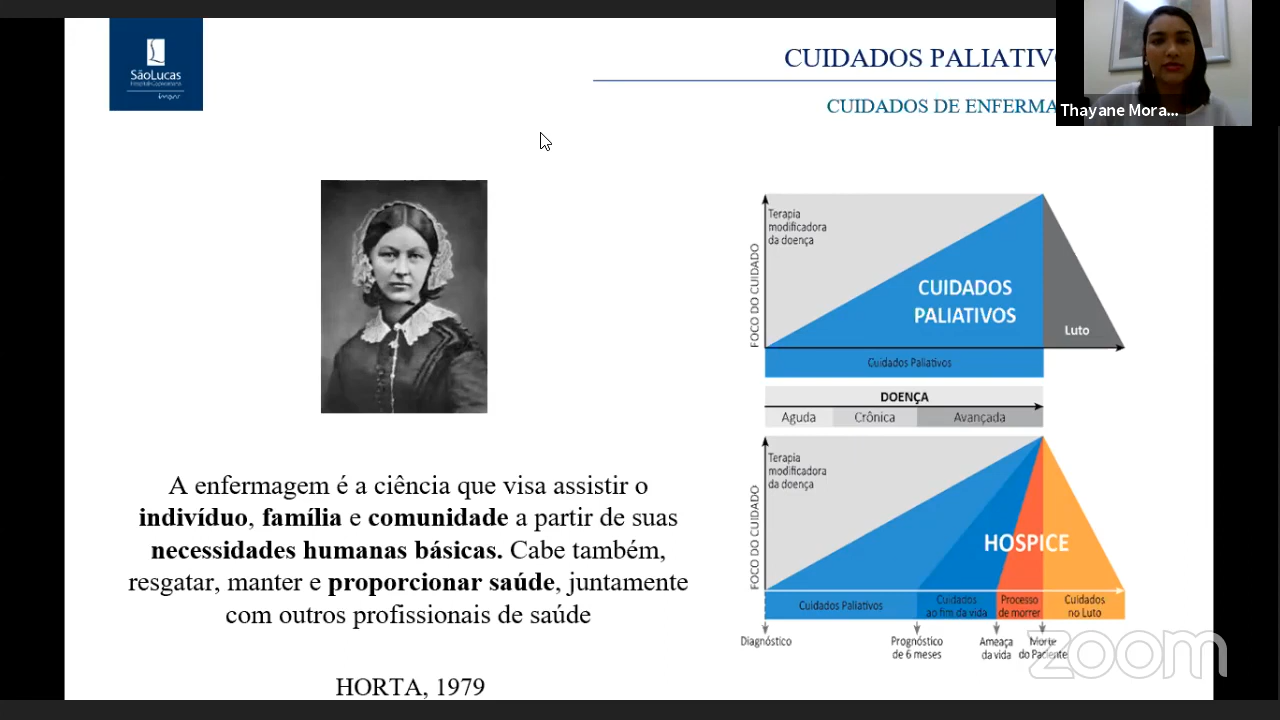 SãoLucas
CUIDADOS PALIATIVO
CUIDADOS DE ENFERMA
Thayane Mora...
Terapia
modificadora
da doença
FOCO DO CUIDADO
CUIDADOS
PALIATIVOS
Luto
Cuidados Paliativos
DOENÇA
Aguda
Crônica
Avançada
Terapia
modificadora
da doença
FOCO DO CUIDADO
HOSPICE
Cuidados Paliativos
Cuidados
ao fim da vida
Processo
de morrer
Cuidados
no Luto
Diagnóstico
Prognóstico
de 6 meses
Ameaça
da vida
Morte
do Paciente
A enfermagem é a ciência que visa assistir o
indivíduo, família e comunidade a partir de suas
necessidades humanas básicas. Cabe também,
resgatar, manter e proporcionar saúde, juntamente
com outros profissionais de saúde
HORTA, 1979
zoom